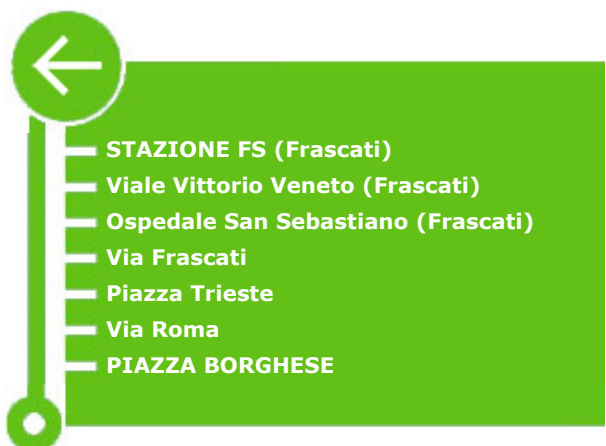 STAZIONE FS (Frascati)
Viale Vittorio Veneto (Frascati)
Ospedale San Sebastiano (Frascati)
Via Frascati
Piazza Trieste
Via Roma
PIAZZA BORGHESE